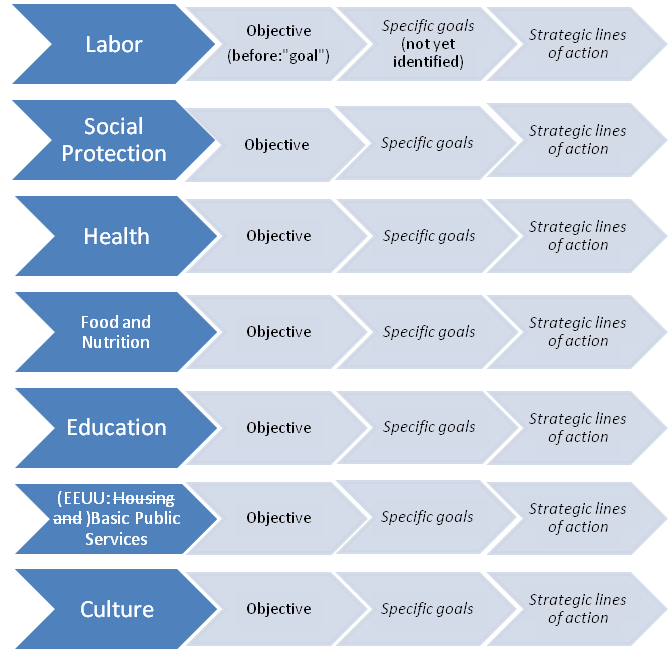 Labor
Objective
(before:"goal")
Specific goals
(not yet
identified)
Strategic lines
of action
Social
Protection
Objective
Specific goals
Strategic lines
of action
Health
Objective
Specific goals
Strategic lines
of action
Food and
Nutrition
Objective
Specific goals
Strategic lines
of action
Education
Objective
Specific goals
Strategic lines
of action
(EEUU: Housing
and )Basic Public
Services
Objective
Specific goals
Strategic lines
of action
Culture
Objective
Specific goals
Strategic lines
of action